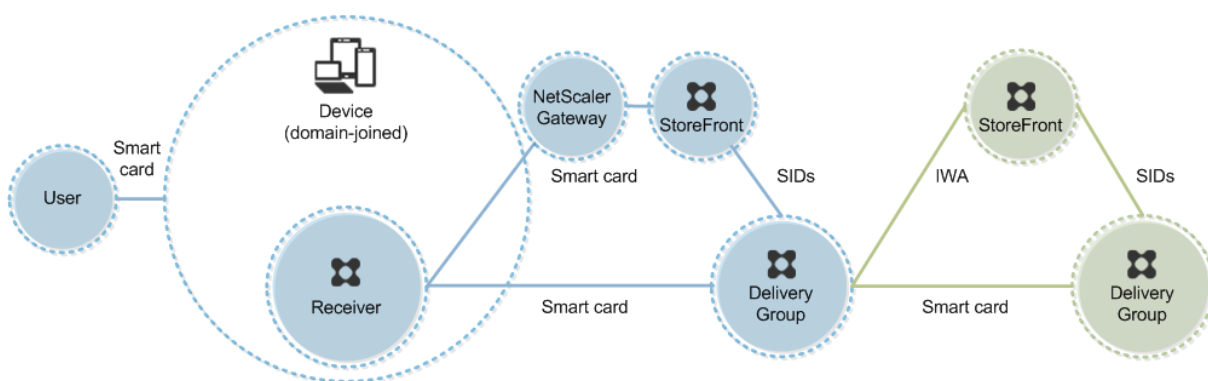 User
Smart
card
Device
(domain-joined)
Receiver
NetScaler
Gateway
StoreFront
Smart card
SIDs
Smart card
Delivery
Group
IWA
StoreFront
SIDs
Smart card
Delivery
Group